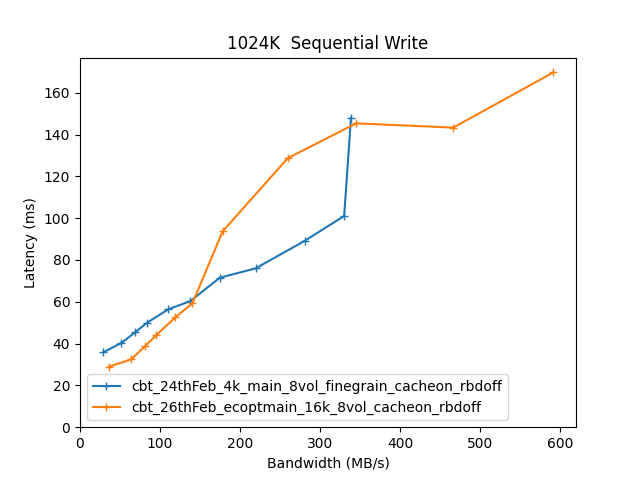 1024K  Sequential Write
Latency (ms)
160
140
120
100
80
60
40
20
0
0 100 200 300 400 500 600
Bandwidth (MB/s)
cbt_24thFeb_4k_main_8vol_finegrain_cacheon_rbdoff
cbt_26thFeb_ecoptmain_16k_8vol_cacheon_rbdoff